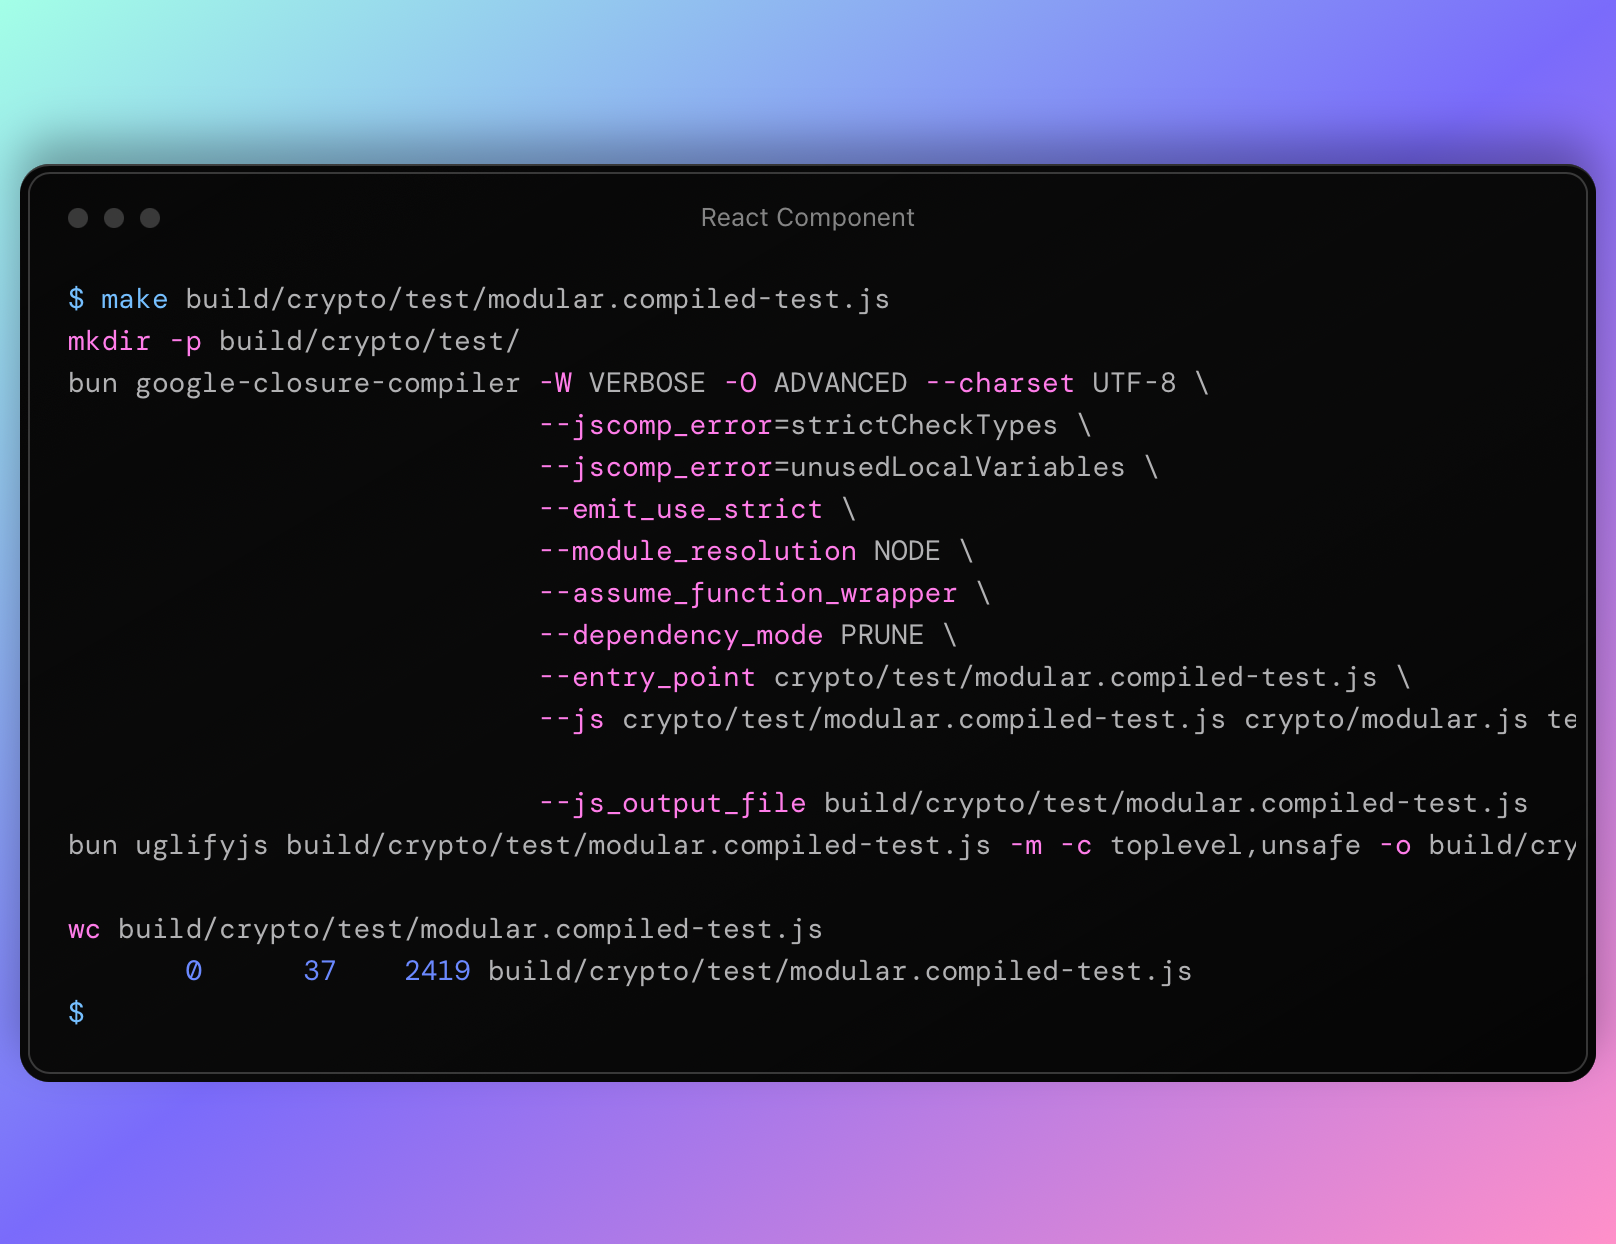 React Component
$ make build/crypto/test/modular.compiled-test.js
mkdir -p build/crypto/test/
bun google-closure-compiler -W VERBOSE -O ADVANCED --charset UTF-8 \
--jscomp_error=strictCheckTypes \
--jscomp_error=unusedLocalVariables \
--emit_use_strict \
--module_resolution NODE \
--assume_function_wrapper \
--dependency_mode PRUNE \
--entry_point crypto/test/modular.compiled-test.js \
--js crypto/test/modular.compiled-test.js crypto/modular.js te
--js_output_file build/crypto/test/modular.compiled-test.js
bun uglifyjs build/crypto/test/modular.compiled-test.js -m -c toplevel,unsafe -o build/cry
wc build/crypto/test/modular.compiled-test.js
0 37 2419 build/crypto/test/modular.compiled-test.js
$